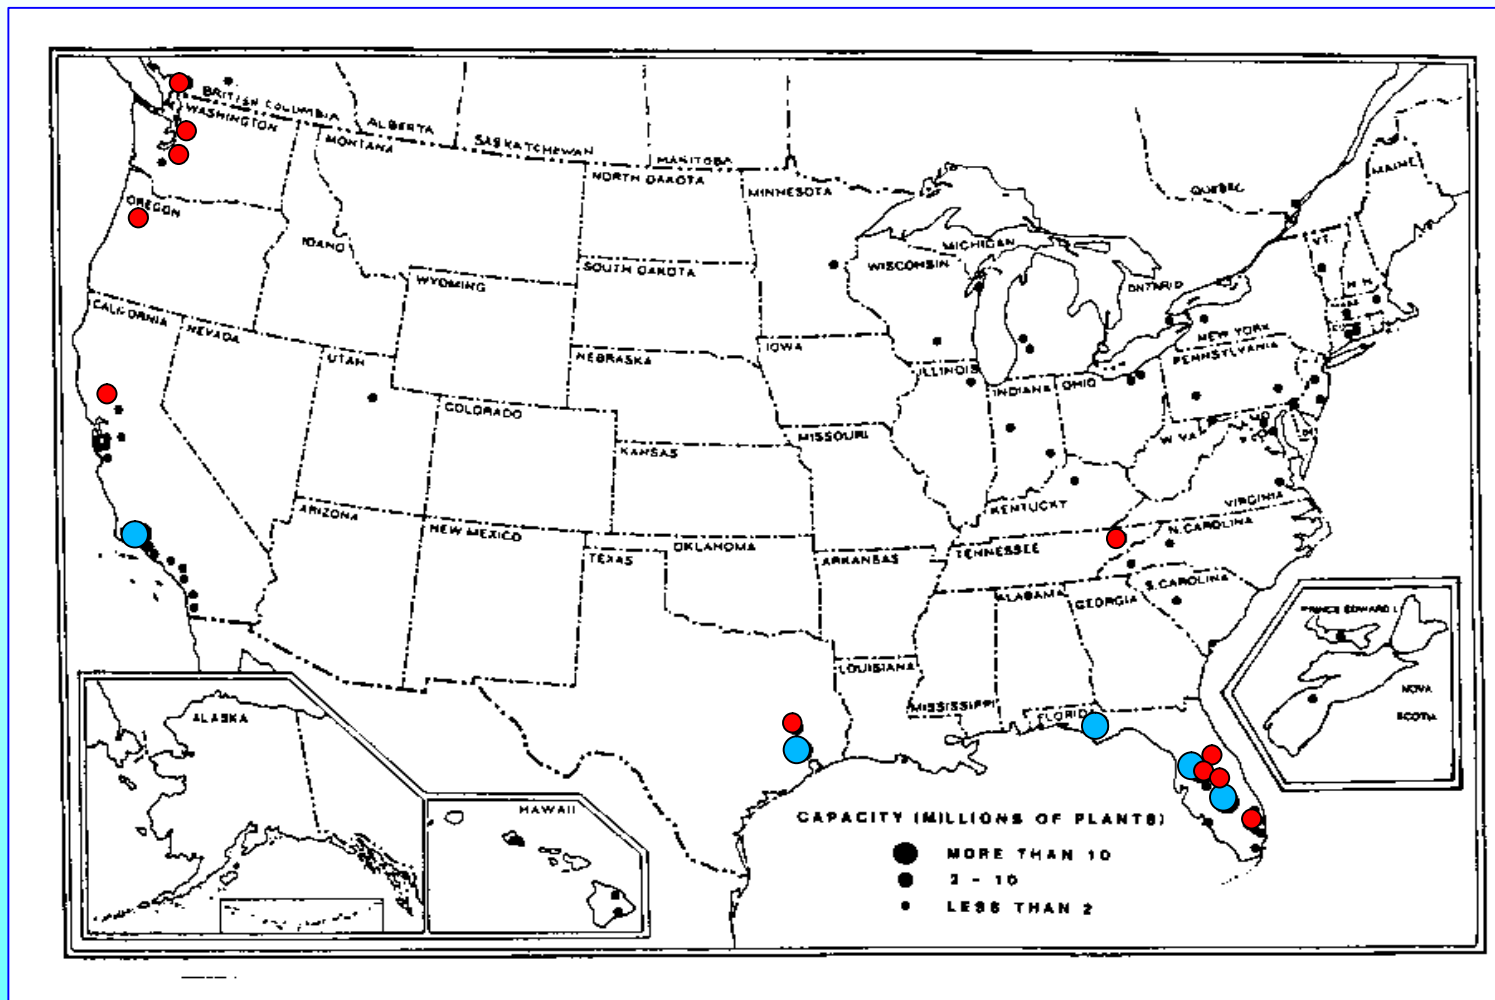 BRITISH COLUMBIA
WASHINGTON
ALBERTA
SASKATCHEWAN
MANITOBA
MONTANA
NORTH DAKOTA
MINNESOTA
QUEBEC
MAINE
OREGON
IDAHO
SOUTH DAKOTA
WISCONSIN
MICHIGAN
ONTARIO
VT.
N.H.
WYOMING
CALIFORNIA
NEVADA
UTAH
NEBRASKA
IOWA
ILLINOIS
INDIANA
OHIO
NEW YORK
PENNSYLVANIA
MASS
COLORADO
KANSAS
MISSOURI
W. VA
MD
KENTUCKY
VIRGINIA
ARIZONA
NEW MEXICO
TEXAS
OKLAHOMA
ARKANSAS
TENNESSEE
N. CAROLINA
S. CAROLINA
ALABAMA
GEORGIA
LOUISIANA
MISSISSIPPI
FLORID
PRINCE EDWARD I.
NOVA
SCOTIA
ALASKA
HAWAII
CAPACITY (MILLIONS OF PLANTS)
MORE THAN 10
2 - 10
LESS THAN 2